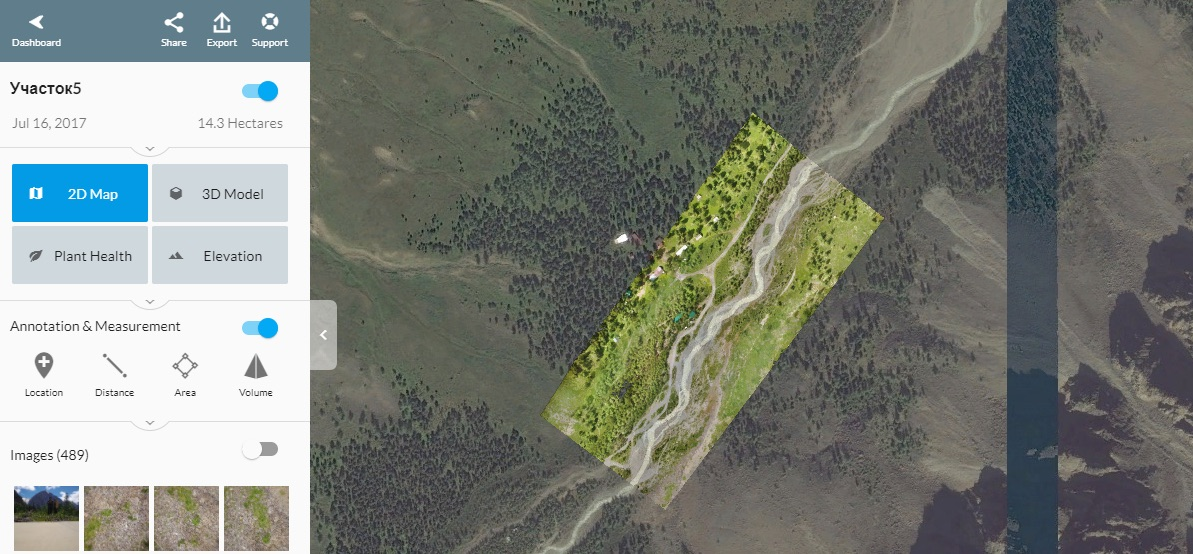 Dashboard
Share
Export
Support
Участок5
Jul 16, 2017
14.3 Hectares
2D Map
3D Model
Plant Health
Elevation
Annotation & Measurement
Location
Distance
Area
Volume
Images (489)